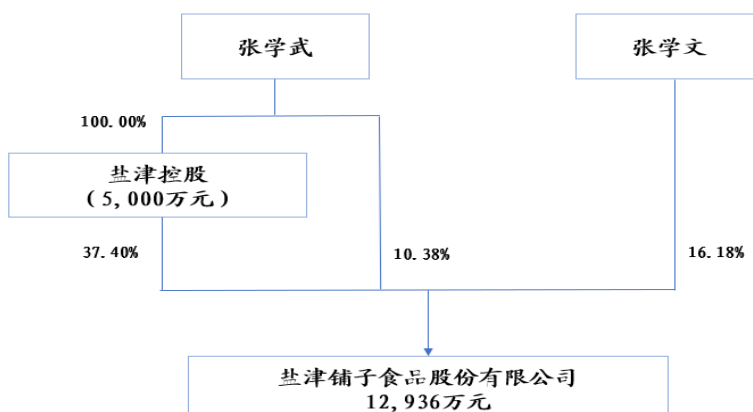 张学武
张学文
100.00%
盐津控股
(5,000万元)
37.40%
10.38%
16.18%
盐津铺子食品股份有限公司
12,936万元